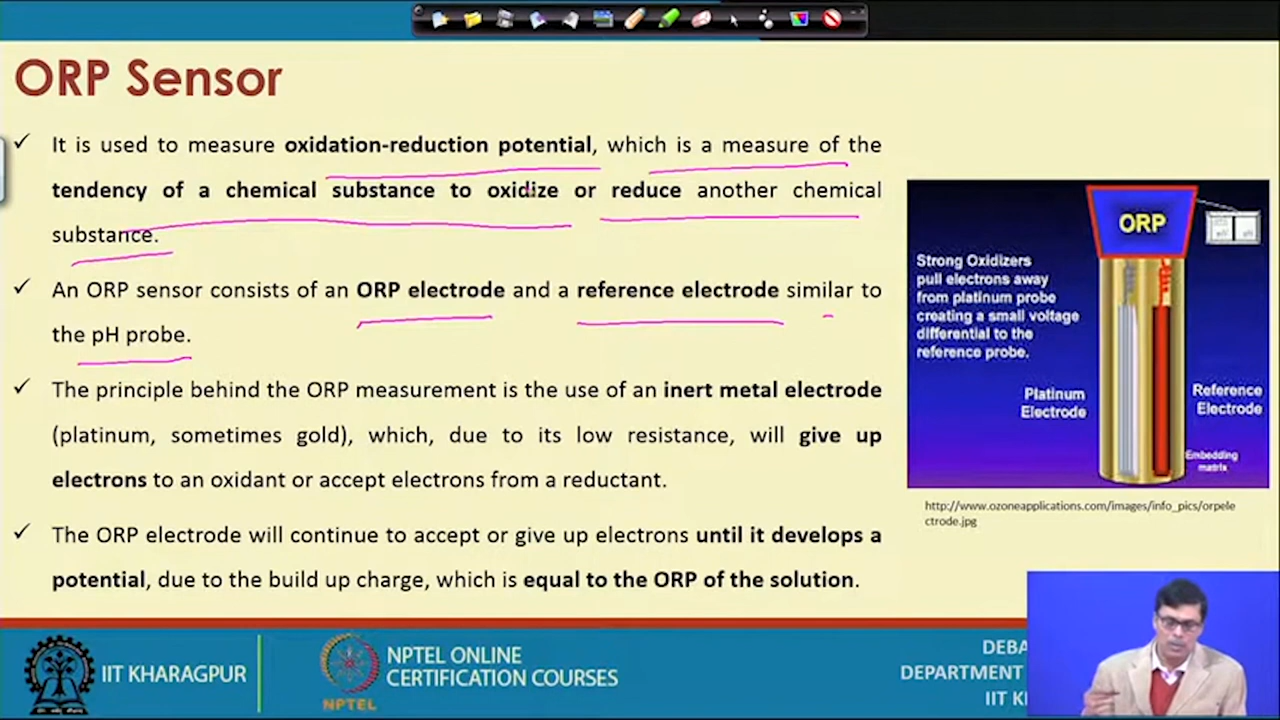 ORP Sensor
✓ It is used to measure oxidation-reduction potential, which is a measure of the
tendency of a chemical substance to oxidize or reduce another chemical
substance.
✓ An ORP sensor consists of an ORP electrode and a reference electrode similar to
the pH probe.
✓ The principle behind the ORP measurement is the use of an inert metal electrode
(platinum, sometimes gold), which, due to its low resistance, will give up
electrons to an oxidant or accept electrons from a reductant.
✓ The ORP electrode will continue to accept or give up electrons until it develops a
potential, due to the build up charge, which is equal to the ORP of the solution.
ORP
Strong Oxidizers
pull electrons away
from platinum probe
creating a small voltage
differential to the
reference probe.
Platinum
Electrode
Reference
Electrode
Embedding
matrix
http://www.ozoneapplications.com/images/info_pics/orpele
ctrode.jpg
IIT KHARAGPUR
NPTEL
NPTEL ONLINE
CERTIFICATION COURSES
DEBA
DEPARTMENT
IIT K